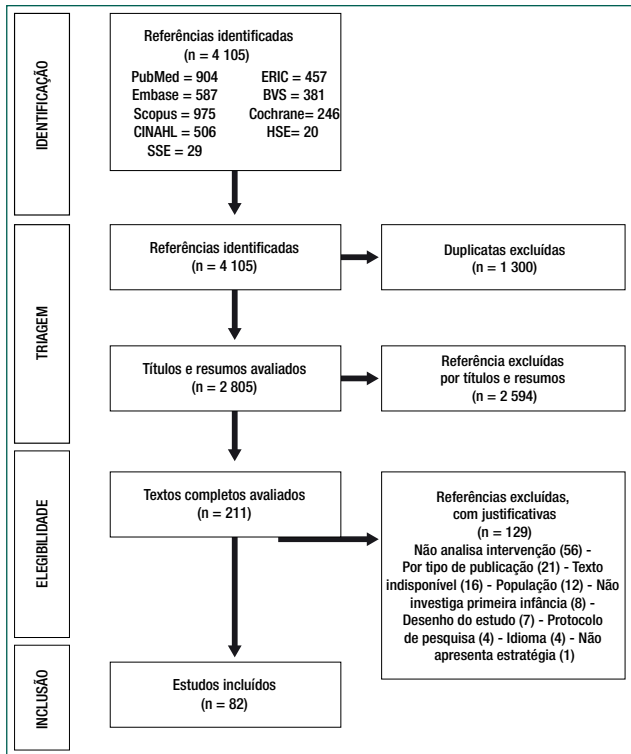 IDENTIFICAÇÃO
Referências identificadas
(n = 4 105)
PubMed = 904 ERIC = 457
Embase = 587 BVS = 381
Scopus = 975 Cochrane= 246
CINAHL = 506 HSE = 20
SSE = 29
TRIAGEM
Referências identificadas
(n = 4 105)
Duplicatas excluídas
(n = 1 300)
Títulos e resumos avaliados
(n = 2 805)
Referência excluídas
por títulos e resumos
(n = 2 594)
ELEGIBILIDADE
Textos completos avaliados
(n = 211)
Referências excluídas,
com justificativas
(n = 129)
Não analisa intervenção (56) -
Por tipo de publicação (21) - Texto
indisponível (16) - População (12) - Não
investiga primeira infância (8) -
Desenho do estudo (7) - Protocolo
de pesquisa (4) - Idioma (4) - Não
apresenta estratégia (1)
INCLUSÃO
Estudos incluídos
(n = 82)